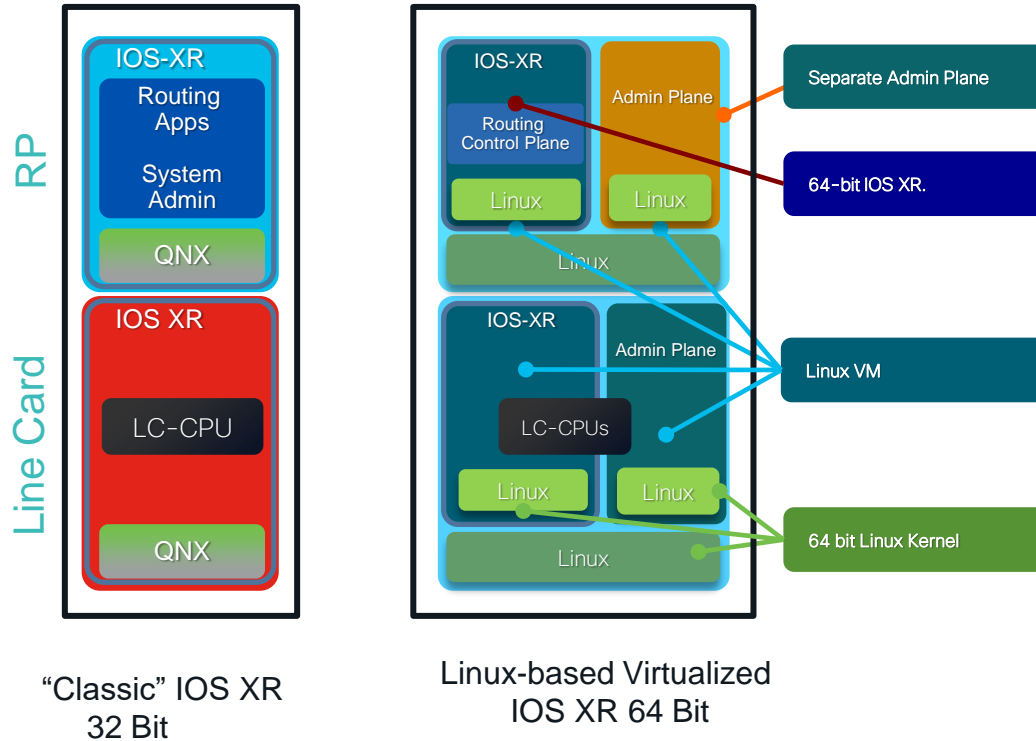 RP
IOS-XR
Routing
Apps
System
Admin
QNX
Line Card
IOS XR
LC-CPU
QNX
“Classic” IOS XR
32 Bit
IOS-XR
Routing
Control Plane
Linux
Admin Plane
Linux
Linux
IOS-XR
Admin Plane
LC-CPUs
Linux
Linux
Linux
Linux-based Virtualized
IOS XR 64 Bit
Separate Admin Plane
64-bit IOS XR.
Linux VM
64 bit Linux Kernel